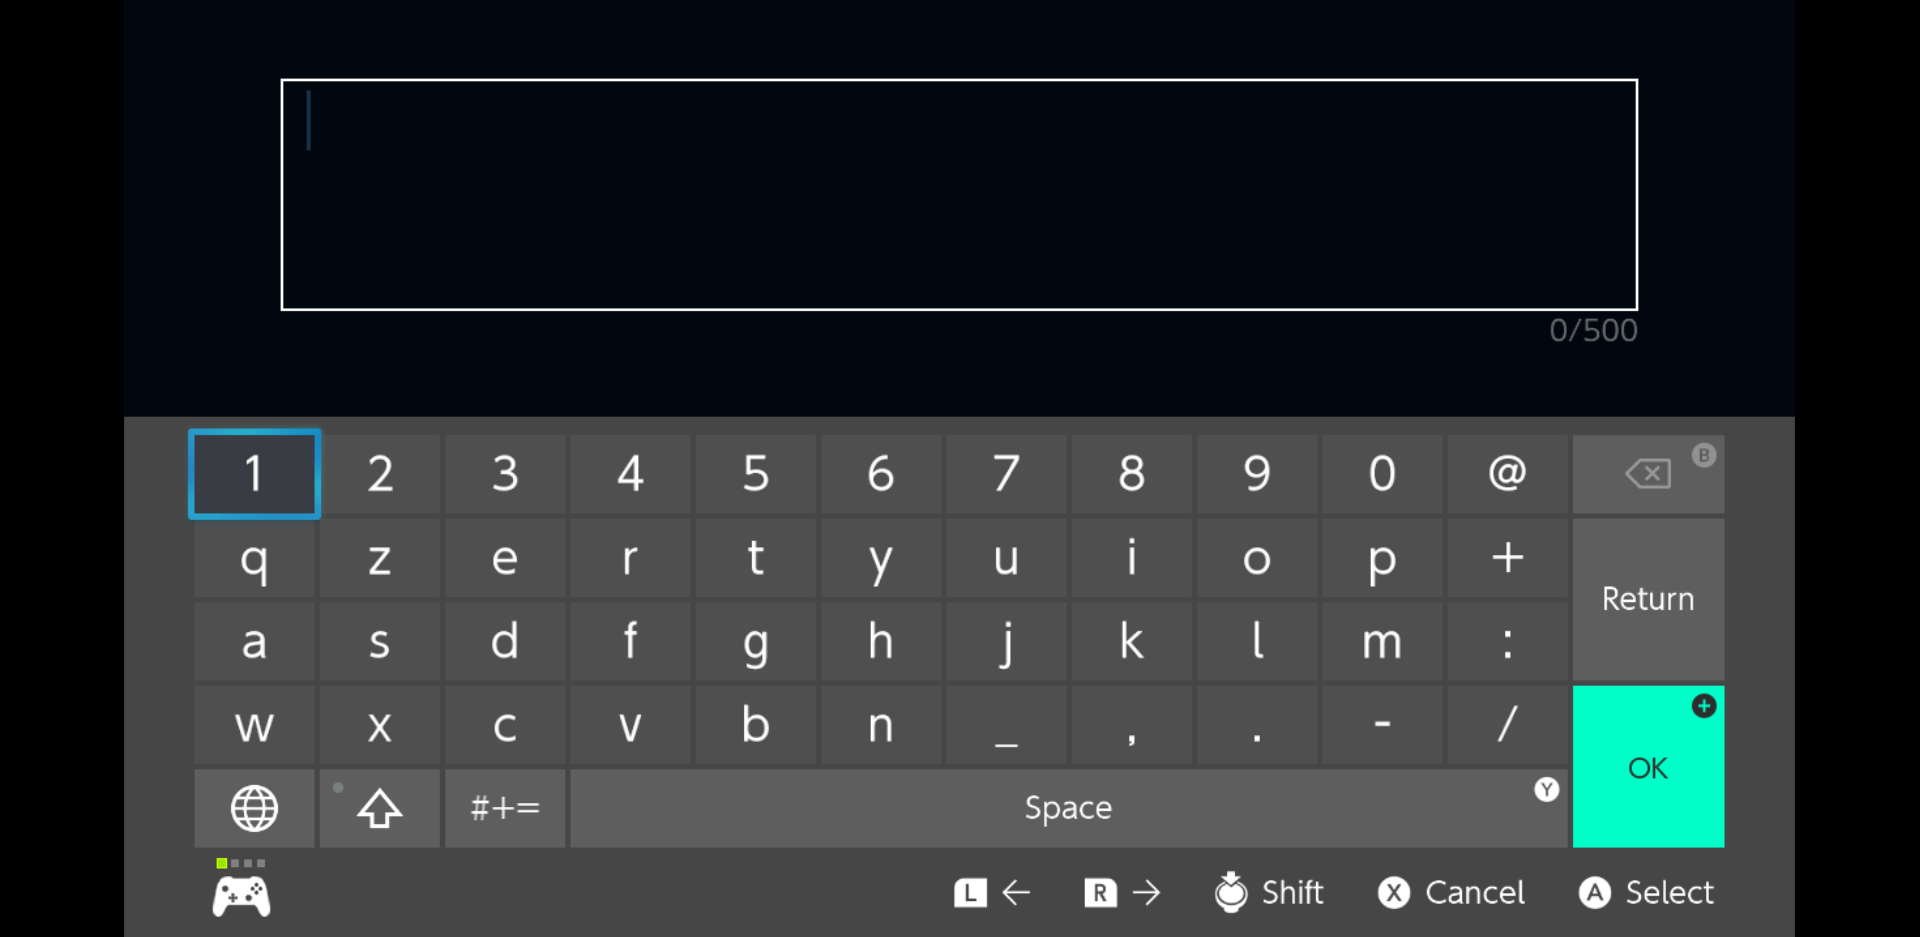 0/500
1 2 3 4 5 6 7 8 9 0 @ B
q z e r t y u i o p +
Return
a s d f g h j k l m :
w x c v b n _ , . - /
+
OK
#+= Space Y
L ← R → Shift X Cancel A Select